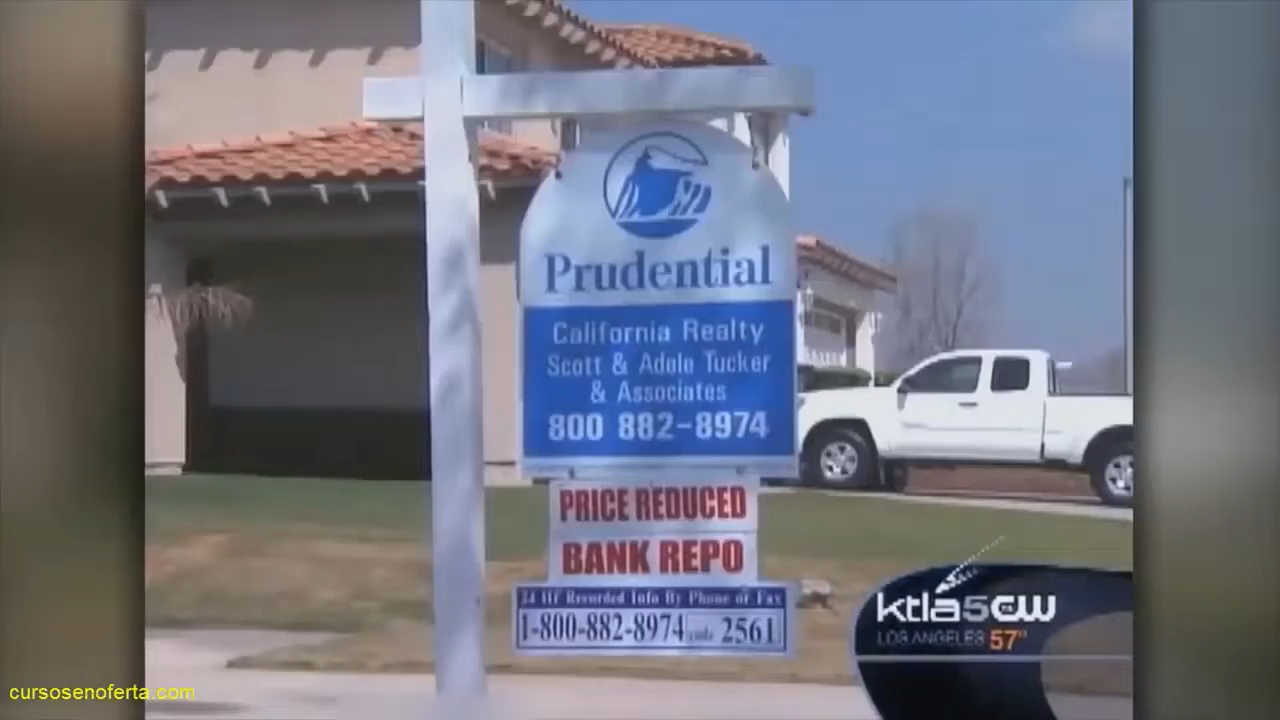 Prudential
California Realty
Scott & Adele Tucker
& Associates
800 882-8974
PRICE REDUCED
BANK REPO
24 Hr Recorded Info By Phone or Fax
1-800-882-8974 code 2561
ktla5CW
LOS ANGELES 57°
cursosenoferta.com